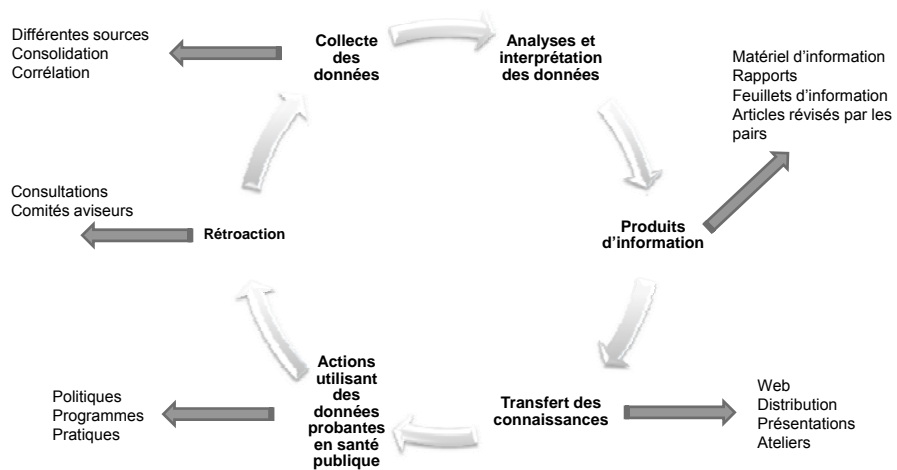 Différentes sources
Consolidation
Corrélation
Collecte
des
données
Analyses et
interprétation
des données
Matériel d'information
Rapports
Feuillets d'information
Articles révisés par les
pairs
Produits
d'information
Consultations
Comités aviseurs
Rétroaction
Politiques
Programmes
Pratiques
Actions
utilisant
des
données
probantes
en santé
publique
Transfert des
connaissances
Web
Distribution
Présentations
Ateliers